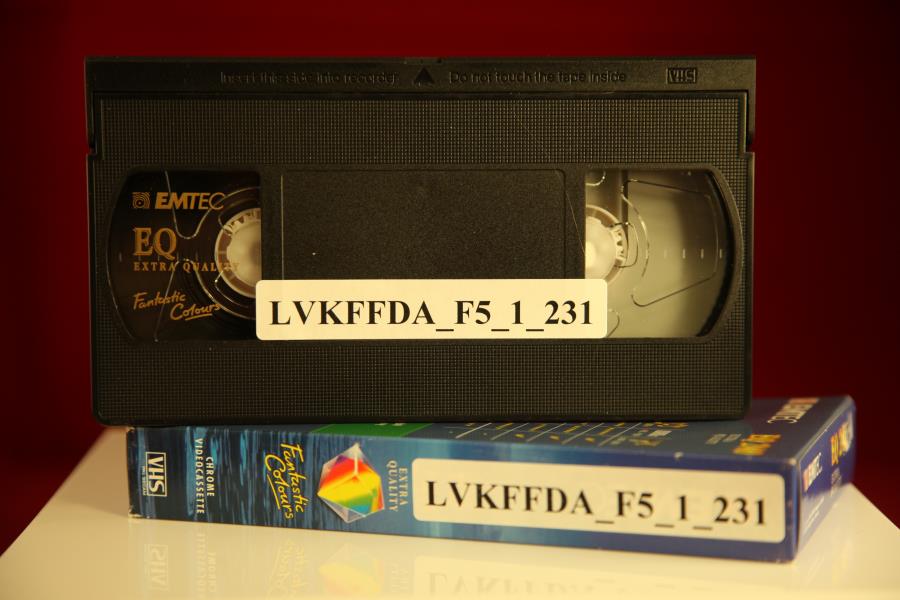 Insert this side into recorder
Do not touch the tape inside
VHS
EMTEC
EQ
EXTRA QUALITY
Fantastic
Colours
LVKFFDA_F5_1_231
VHS
CHROME
VIDEOCASSETTE
Fantastic
Colours
EXTRA
QUALITY
LVKFFDA_F5_1_231
EMTEC